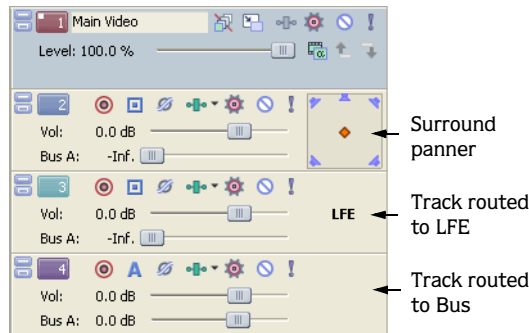 1 Main Video
Level: 100.0 %
2
Vol: 0.0 dB
Bus A: -Inf.
Surround
panner
3
Vol: 0.0 dB
Bus A: -Inf.
LFE
Track routed
to LFE
4 A
Vol: 0.0 dB
Bus A: 0.0 dB
Track routed
to Bus